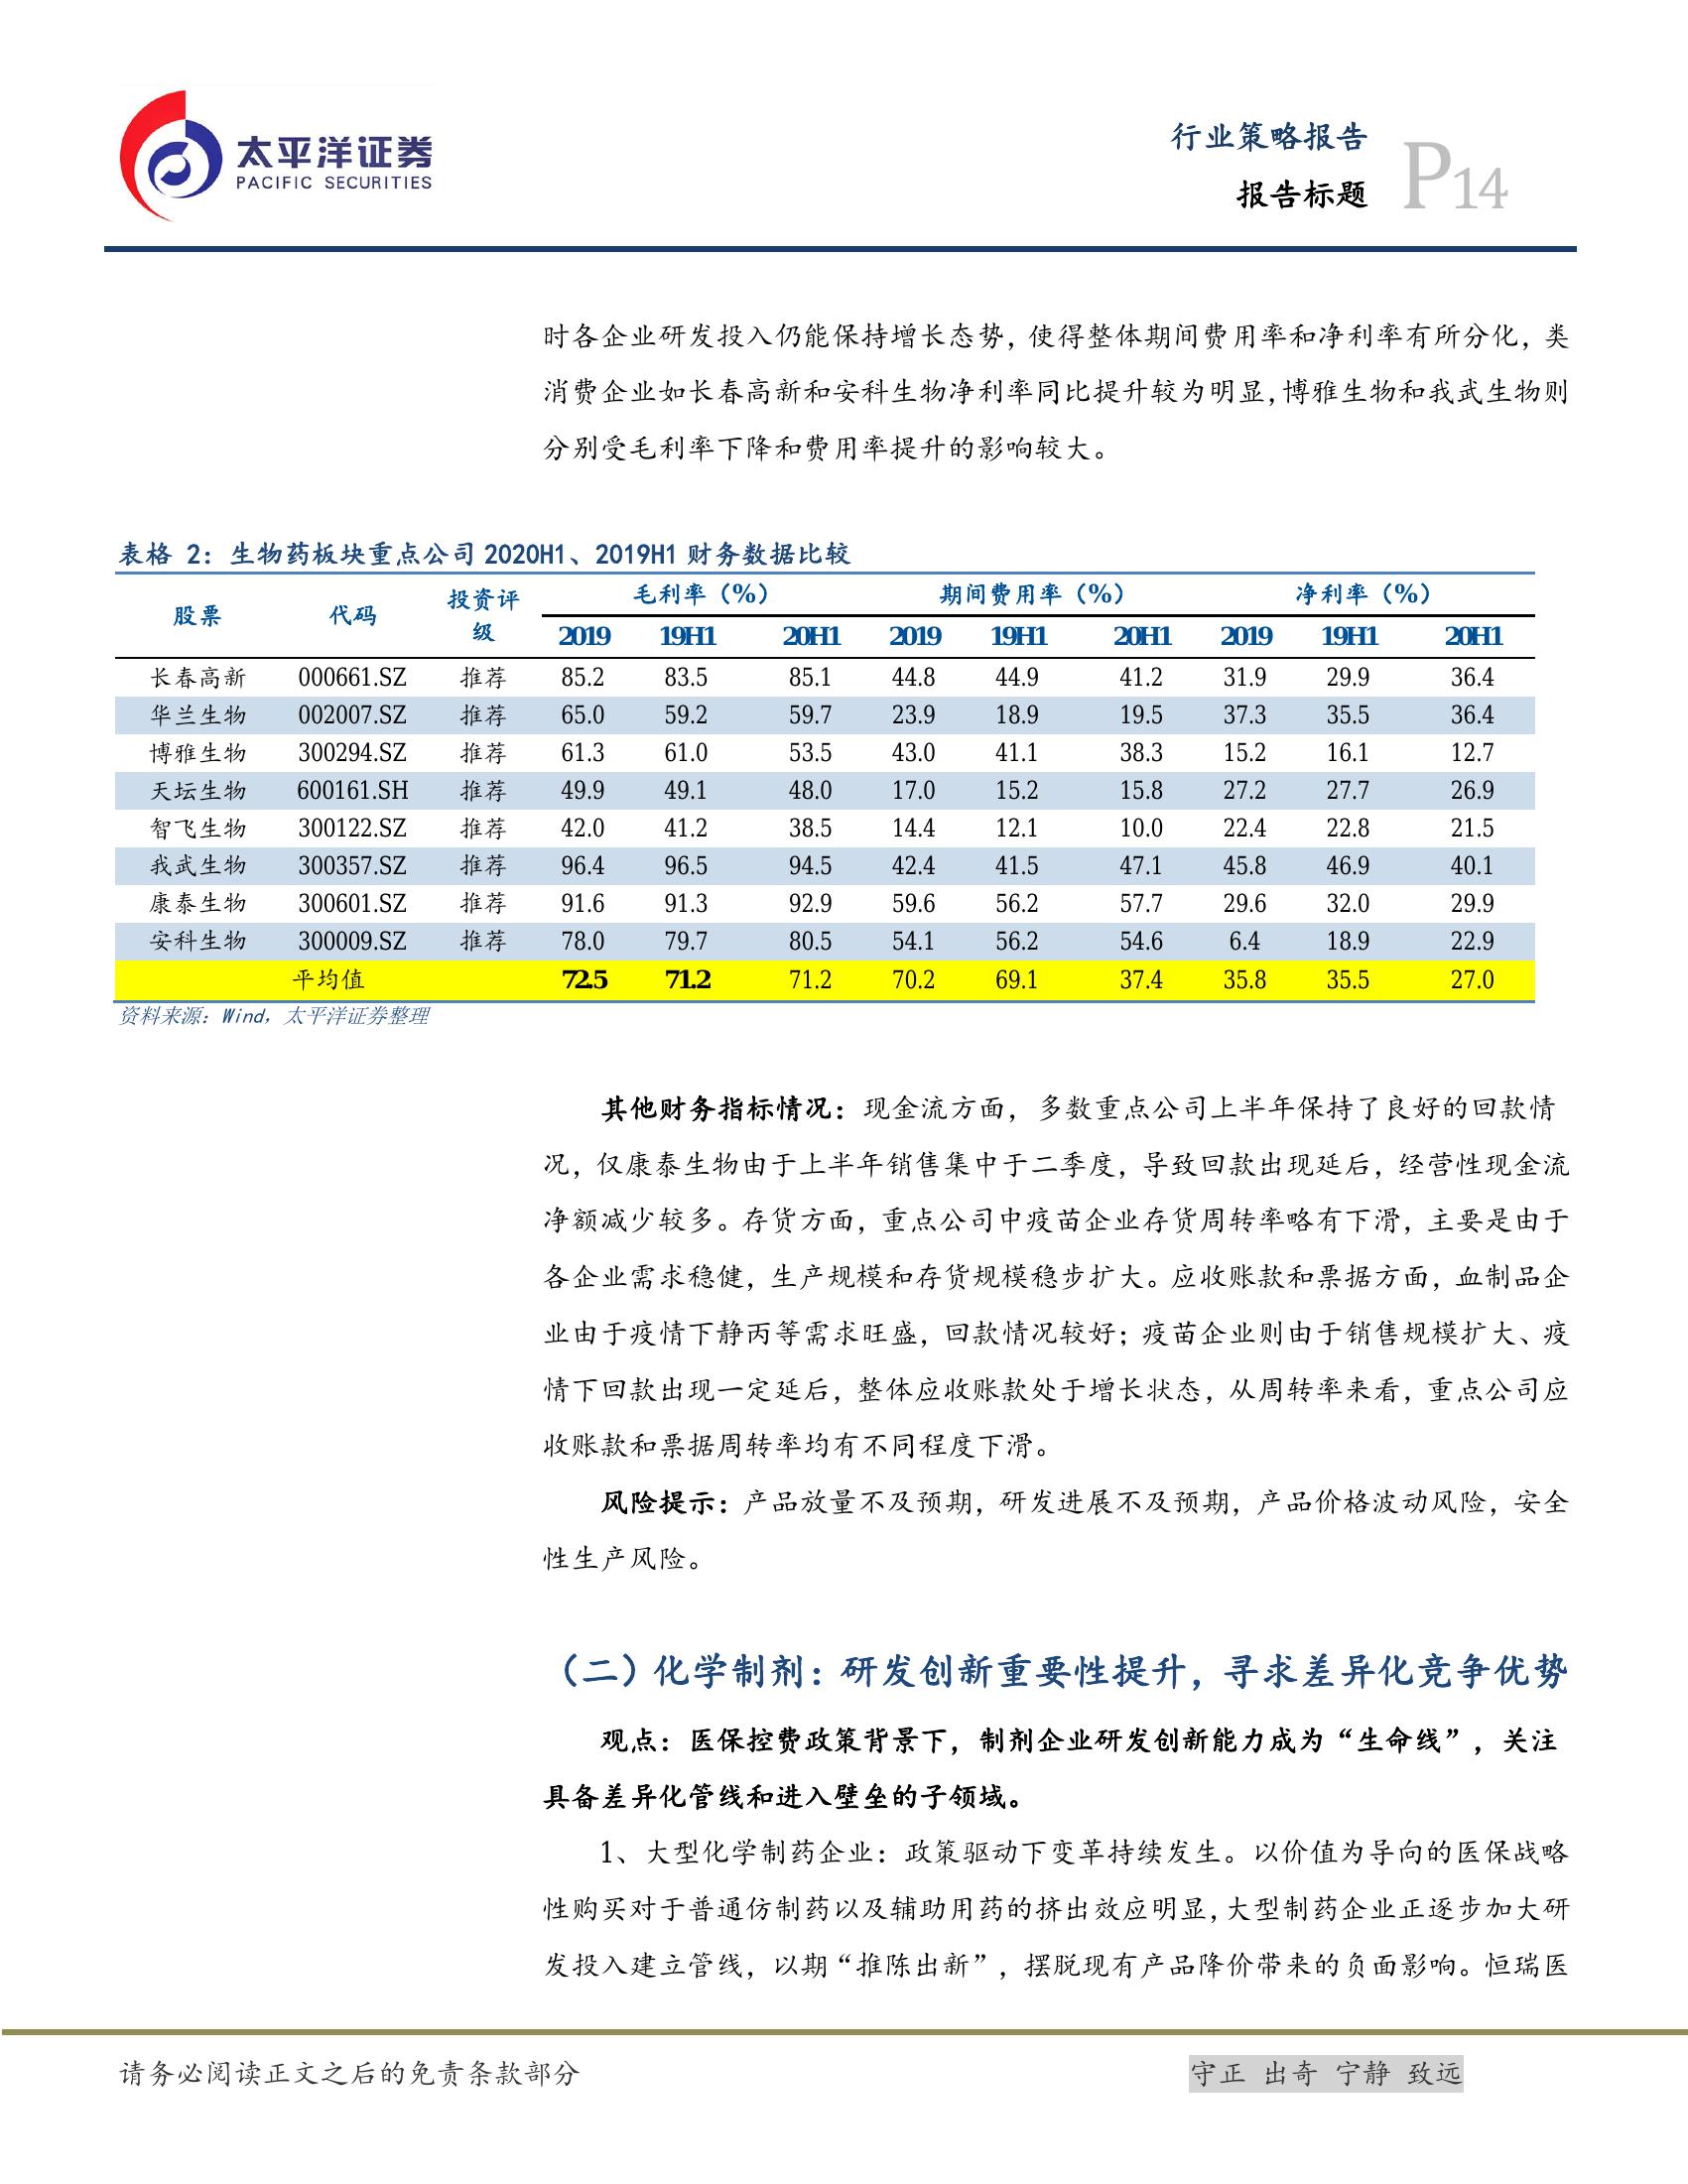 太平洋证券
PACIFIC SECURITIES
行业策略报告
报告标题
P14
时各企业研发投入仍能保持增长态势，使得整体期间费用率和净利率有所分化，类
消费企业如长春高新和安科生物净利率同比提升较为明显，博雅生物和我武生物则
分别受毛利率下降和费用率提升的影响较大。
表格 2：生物药板块重点公司 2020H1、2019H1 财务数据比较
股票 代码 投资评级 毛利率（%） 期间费用率（%） 净利率（%）
2019 19H1 20H1 2019 19H1 20H1 2019 19H1 20H1
长春高新 000661.SZ 推荐 85.2 83.5 85.1 44.8 44.9 41.2 31.9 29.9 36.4
华兰生物 002007.SZ 推荐 65.0 59.2 59.7 23.9 18.9 19.5 37.3 35.5 36.4
博雅生物 300294.SZ 推荐 61.3 61.0 53.5 43.0 41.1 38.3 15.2 16.1 12.7
天坛生物 600161.SH 推荐 49.9 49.1 48.0 17.0 15.2 15.8 27.2 27.7 26.9
智飞生物 300122.SZ 推荐 42.0 41.2 38.5 14.4 12.1 10.0 22.4 22.8 21.5
我武生物 300357.SZ 推荐 96.4 96.5 94.5 42.4 41.5 47.1 45.8 46.9 40.1
康泰生物 300601.SZ 推荐 91.6 91.3 92.9 59.6 56.2 57.7 29.6 32.0 29.9
安科生物 300009.SZ 推荐 78.0 79.7 80.5 54.1 56.2 54.6 6.4 18.9 22.9
平均值 72.5 71.2 71.2 70.2 69.1 37.4 35.8 35.5 27.0
资料来源：Wind，太平洋证券整理
其他财务指标情况：现金流方面，多数重点公司上半年保持了良好的回款情
况，仅康泰生物由于上半年销售集中于二季度，导致回款出现延后，经营性现金流
净额减少较多。存货方面，重点公司中疫苗企业存货周转率略有下滑，主要是由于
各企业需求稳健，生产规模和存货规模稳步扩大。应收账款和票据方面，血制品企
业由于疫情下静丙等需求旺盛，回款情况较好；疫苗企业则由于销售规模扩大、疫
情下回款出现一定延后，整体应收账款处于增长状态，从周转率来看，重点公司应
收账款和票据周转率均有不同程度下滑。
风险提示：产品放量不及预期，研发进展不及预期，产品价格波动风险，安全
性生产风险。
（二）化学制剂：研发创新重要性提升，寻求差异化竞争优势
观点：医保控费政策背景下，制剂企业研发创新能力成为“生命线”，关注
具备差异化管线和进入壁垒的子领域。
1、大型化学制药企业：政策驱动下变革持续发生。以价值为导向的医保战略
性购买对于普通仿制药以及辅助用药的挤出效应明显，大型制药企业正逐步加大研
发投入建立管线，以期“推陈出新”，摆脱现有产品降价带来的负面影响。恒瑞医
请务必阅读正文之后的免责条款部分
守正 出奇 宁静 致远